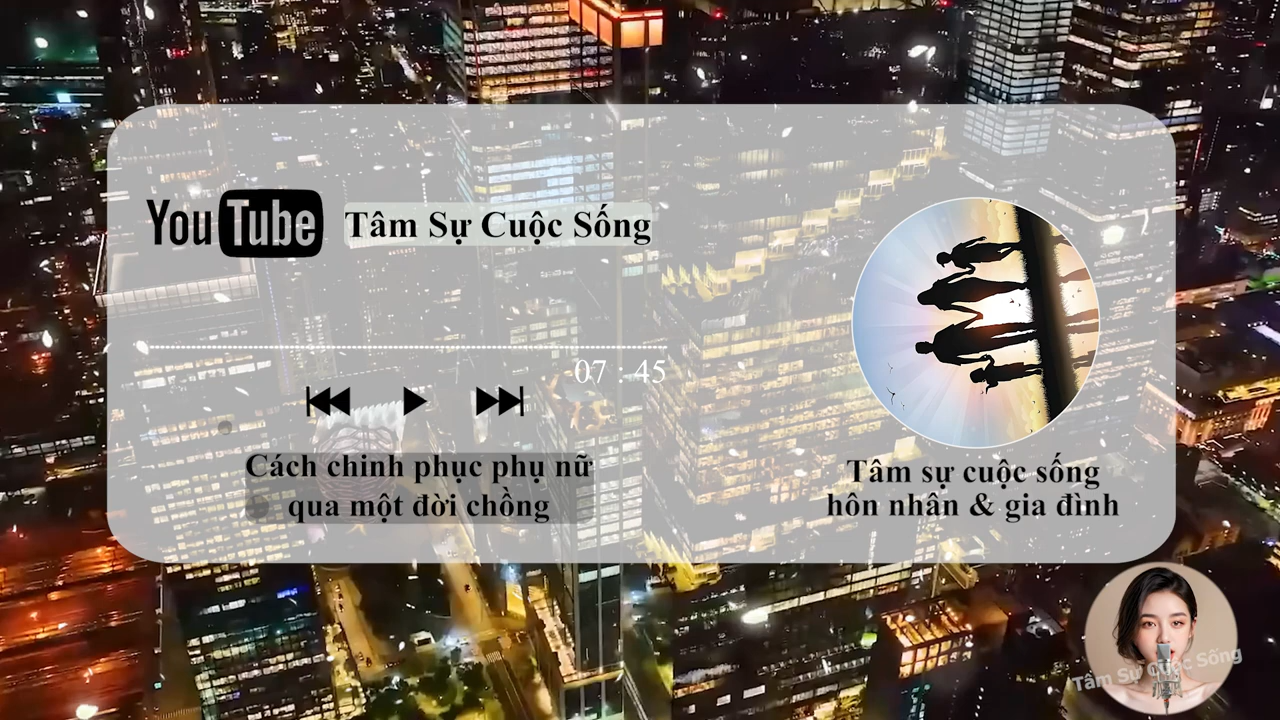 YouTube
Tâm Sự Cuộc Sống
07 : 45
Cách chinh phục phụ nữ
qua một đời chồng
Tâm sự cuộc sống
hôn nhân & gia đình
Tâm Sự Cuộc Sống